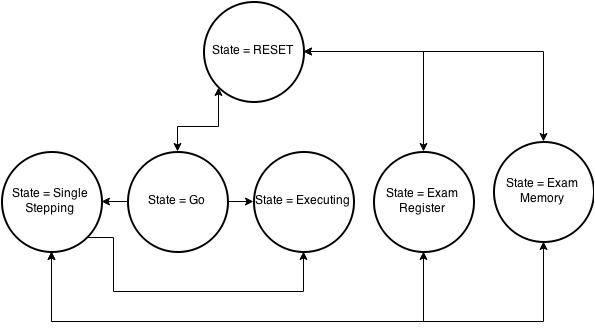 State = RESET
State = Single
Stepping
State = Go
State = Executing
State = Exam
Register
State = Exam
Memory